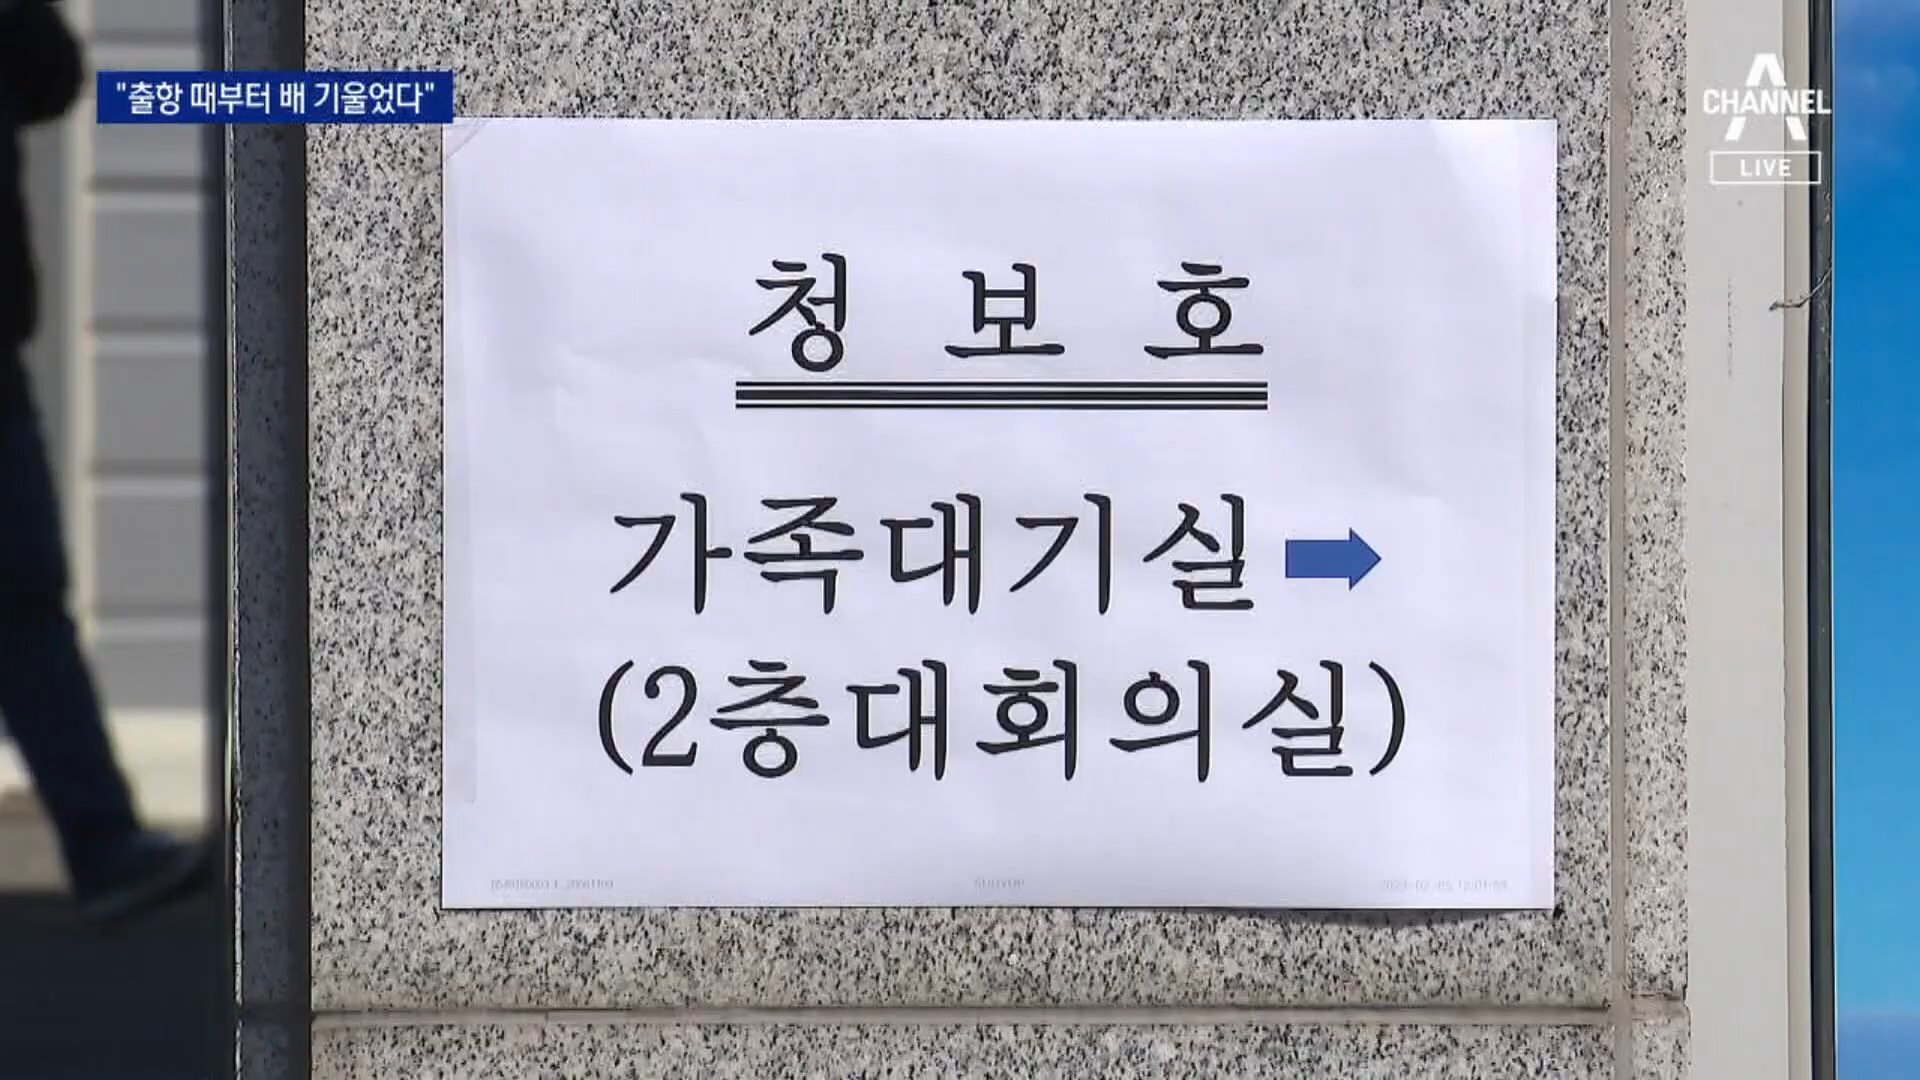 "출항 때부터 배 기울었다"
CHANNEL A
LIVE
청 보 호
가족대기실
(2층대회의실)